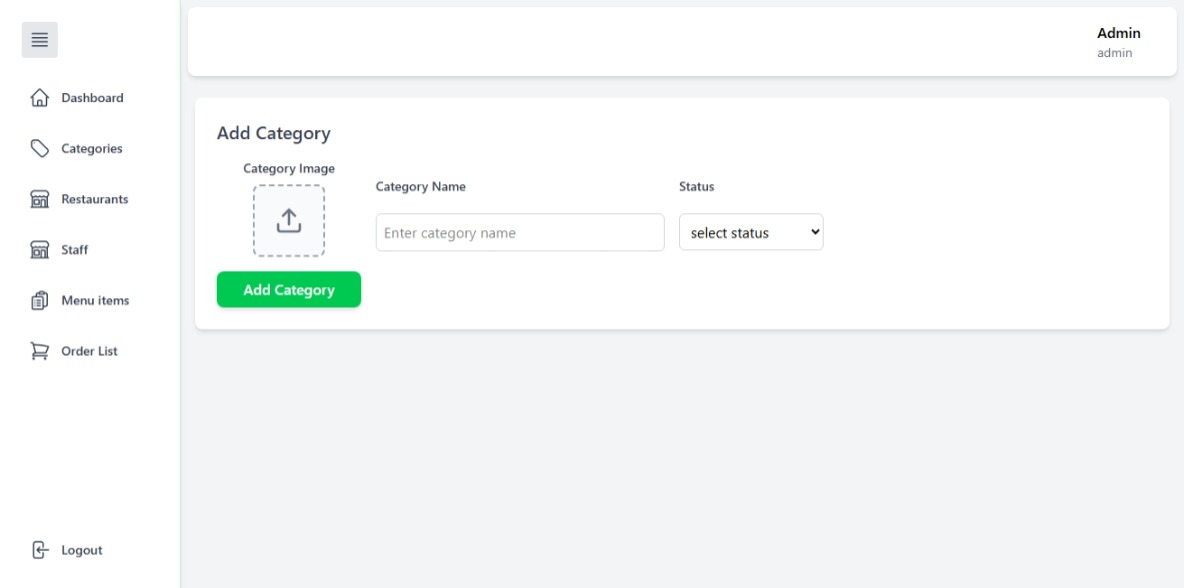 Admin
admin
Dashboard
Categories
Restaurants
Staff
Menu items
Order List
Logout
Add Category
Category Image
Category Name
Status
Enter category name
select status
Add Category